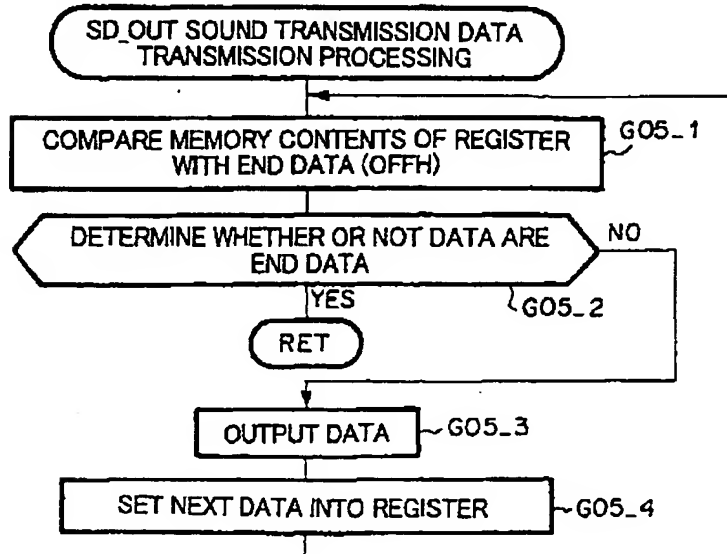 SD_OUT SOUND TRANSMISSION DATA
TRANSMISSION PROCESSING
COMPARE MEMORY CONTENTS OF REGISTER
WITH END DATA (OFFH)
G05_1
DETERMINE WHETHER OR NOT DATA ARE
END DATA
NO
YES
G05_2
RET
OUTPUT DATA
G05_3
SET NEXT DATA INTO REGISTER
G05_4